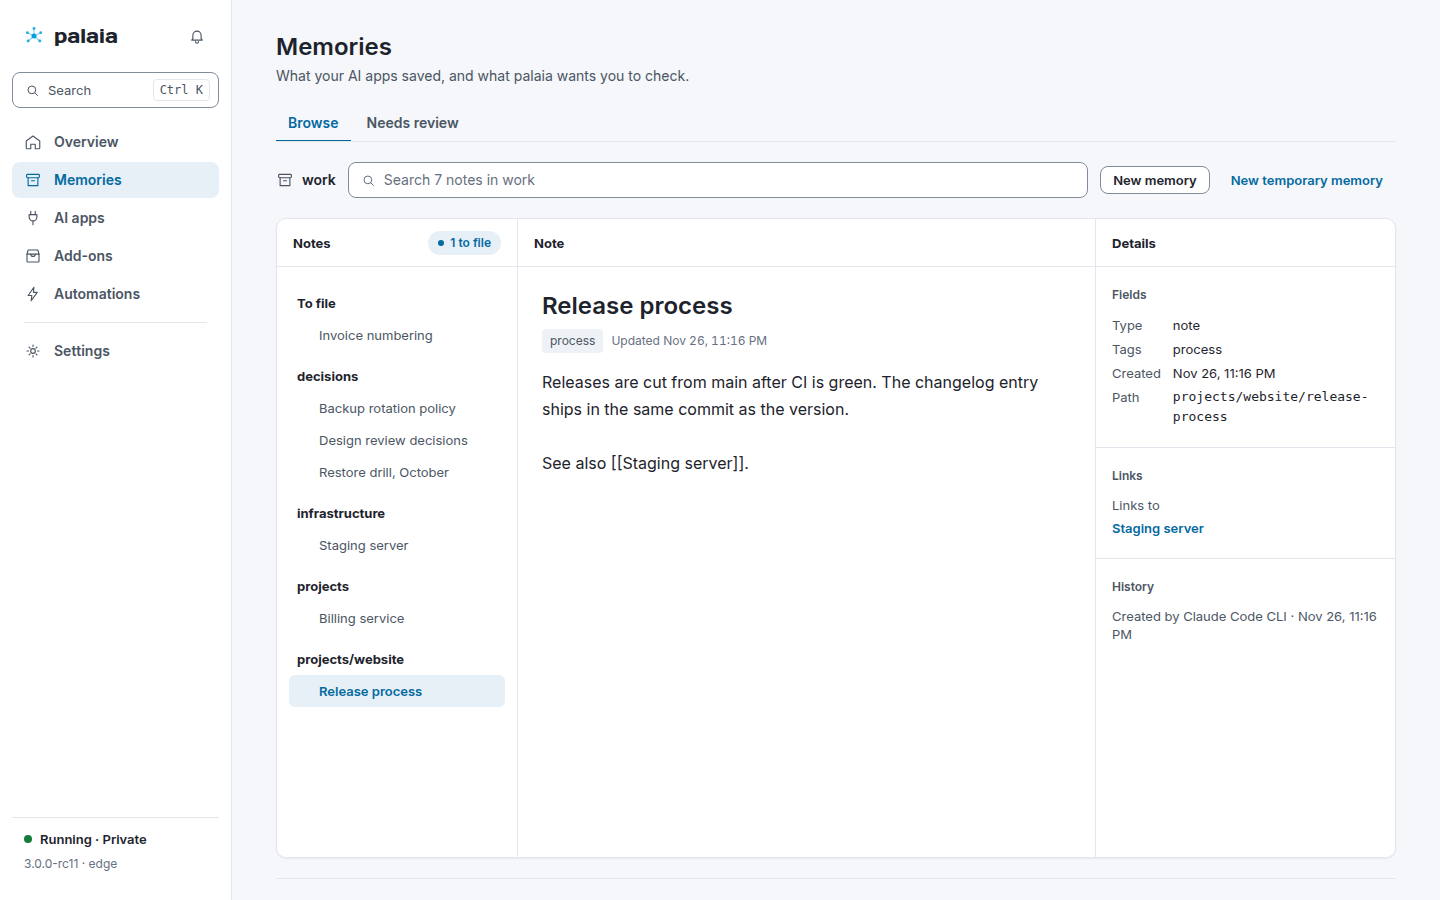 palaia
Search Ctrl K
Overview
Memories
AI apps
Add-ons
Automations
Settings
Running · Private
3.0.0-rc11 · edge
Memories
What your AI apps saved, and what palaia wants you to check.
Browse Needs review
work Search 7 notes in work New memory New temporary memory
Notes 1 to file
To file
Invoice numbering
decisions
Backup rotation policy
Design review decisions
Restore drill, October
infrastructure
Staging server
projects
Billing service
projects/website
Release process
Note
Release process
process Updated Nov 26, 11:16 PM
Releases are cut from main after CI is green. The changelog entry
ships in the same commit as the version.
See also [[Staging server]].
Details
Fields
Type note
Tags process
Created Nov 26, 11:16 PM
Path projects/website/release-
process
Links
Links to
Staging server
History
Created by Claude Code CLI · Nov 26, 11:16
PM